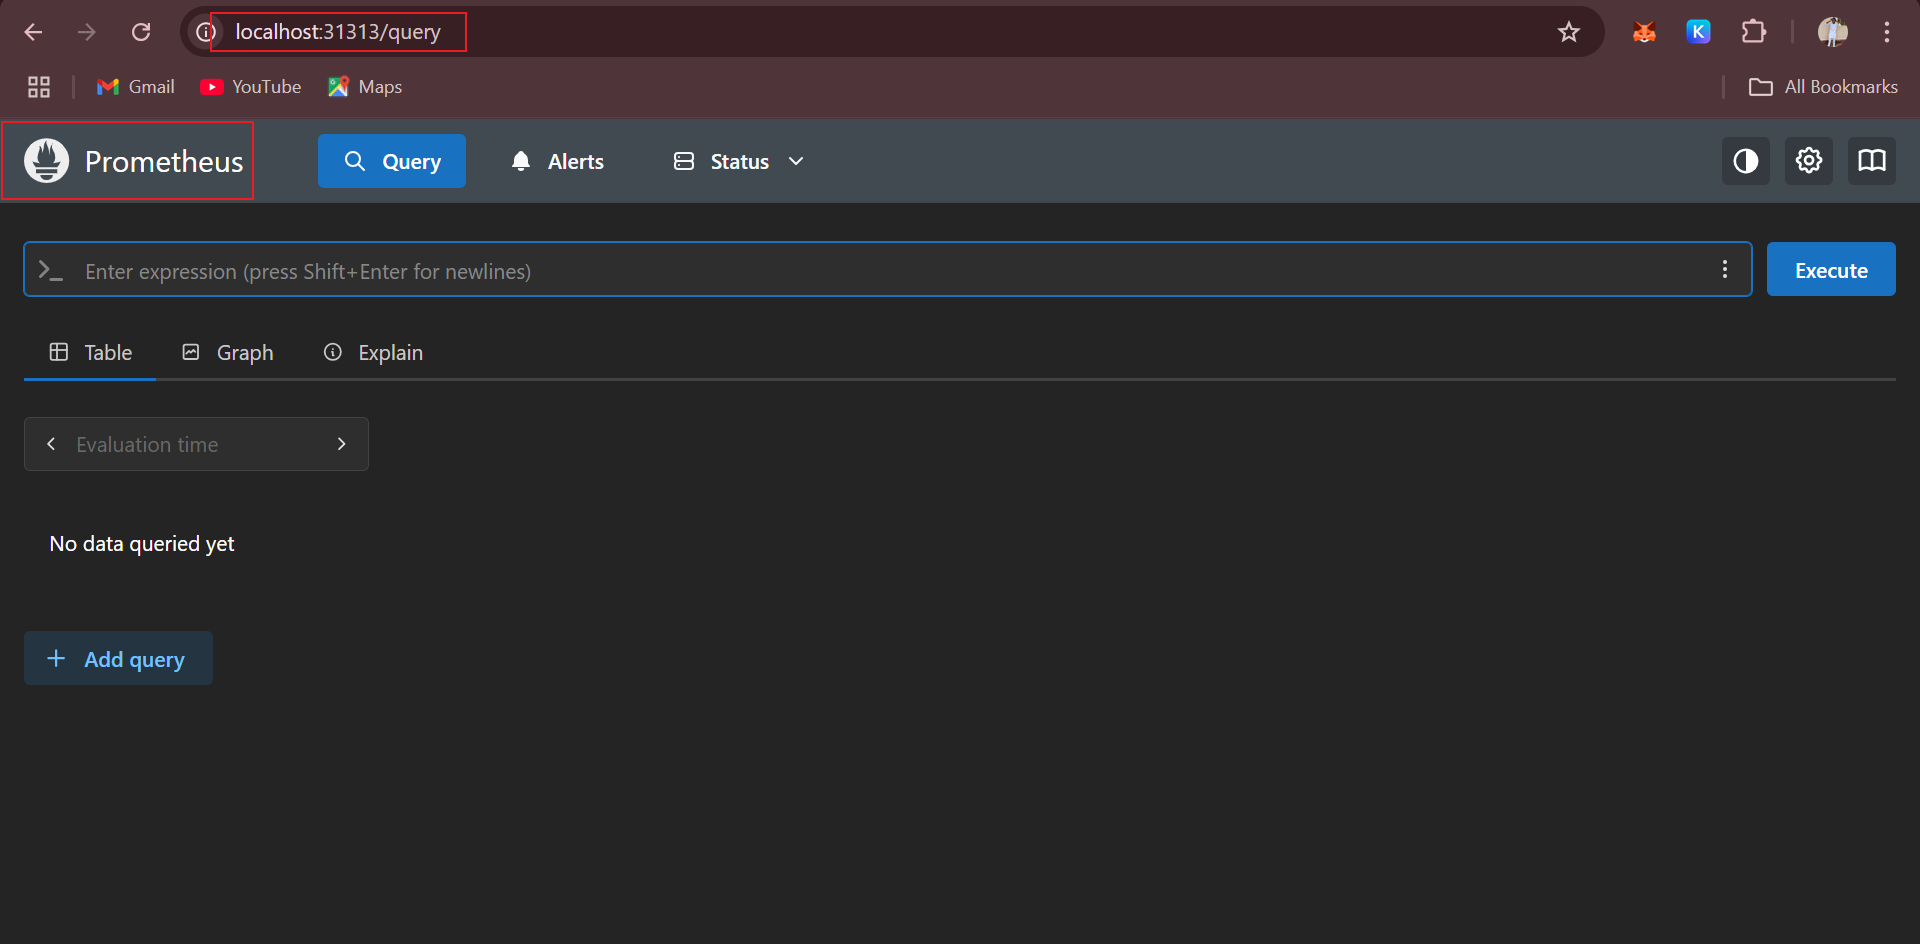 localhost:31313/query
Gmail YouTube Maps All Bookmarks
Prometheus Query Alerts Status
Enter expression (press Shift+Enter for newlines) Execute
Table Graph Explain
Evaluation time
No data queried yet
Add query